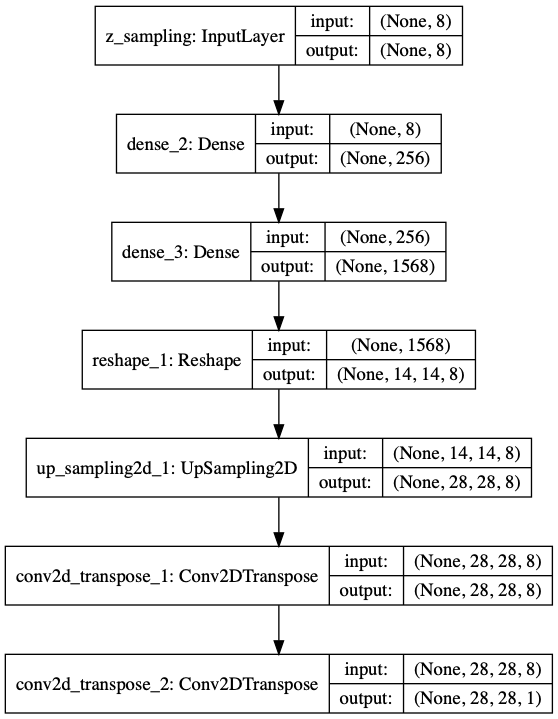 z_sampling: InputLayer
input: (None, 8)
output: (None, 8)
dense_2: Dense
input: (None, 8)
output: (None, 256)
dense_3: Dense
input: (None, 256)
output: (None, 1568)
reshape_1: Reshape
input: (None, 1568)
output: (None, 14, 14, 8)
up_sampling2d_1: UpSampling2D
input: (None, 14, 14, 8)
output: (None, 28, 28, 8)
conv2d_transpose_1: Conv2DTranspose
input: (None, 28, 28, 8)
output: (None, 28, 28, 8)
conv2d_transpose_2: Conv2DTranspose
input: (None, 28, 28, 8)
output: (None, 28, 28, 1)